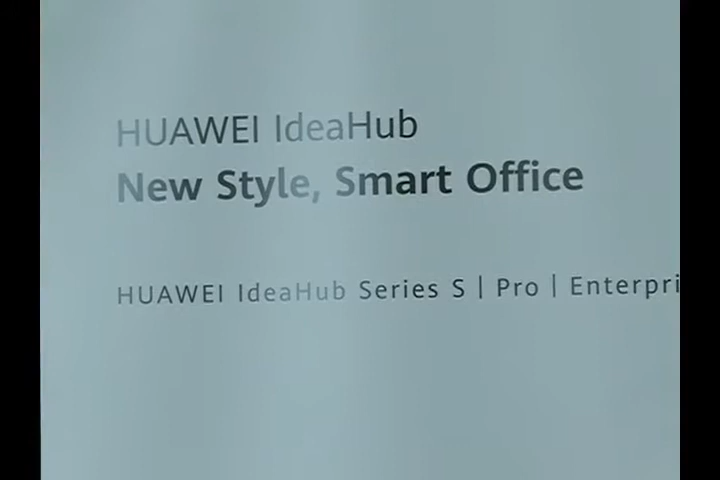 HUAWEI IdeaHub
New Style, Smart Office
HUAWEI IdeaHub Series S | Pro | Enterpri